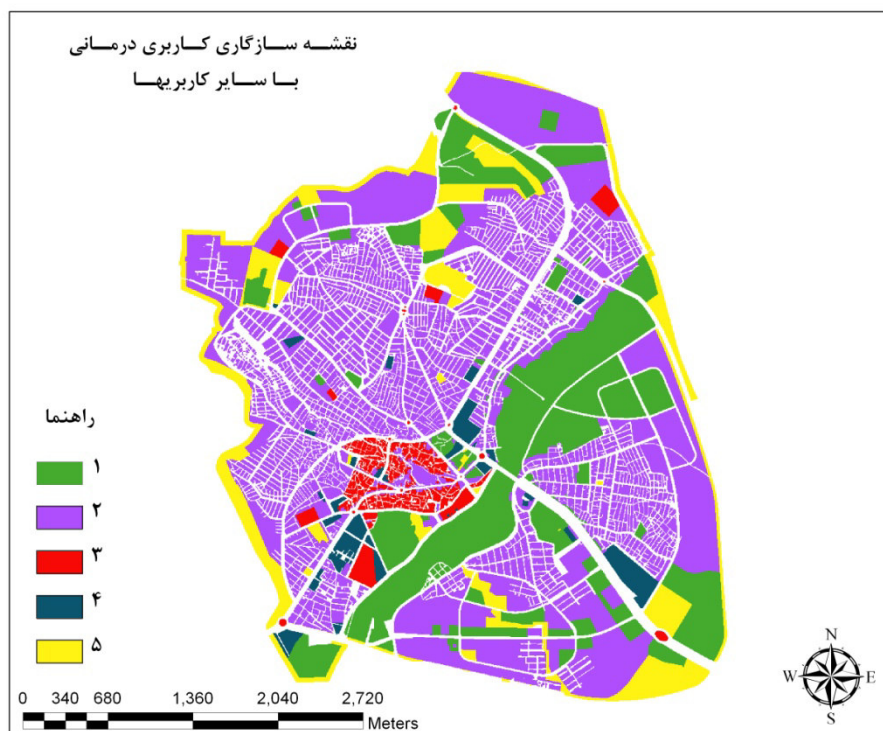 نقشه سازگاری کاربری درمانی
با سایر کاربریها
راهنما
۱
۲
۳
۴
۵
0 340 680 1,360 2,040 2,720
Meters
N
W E
S